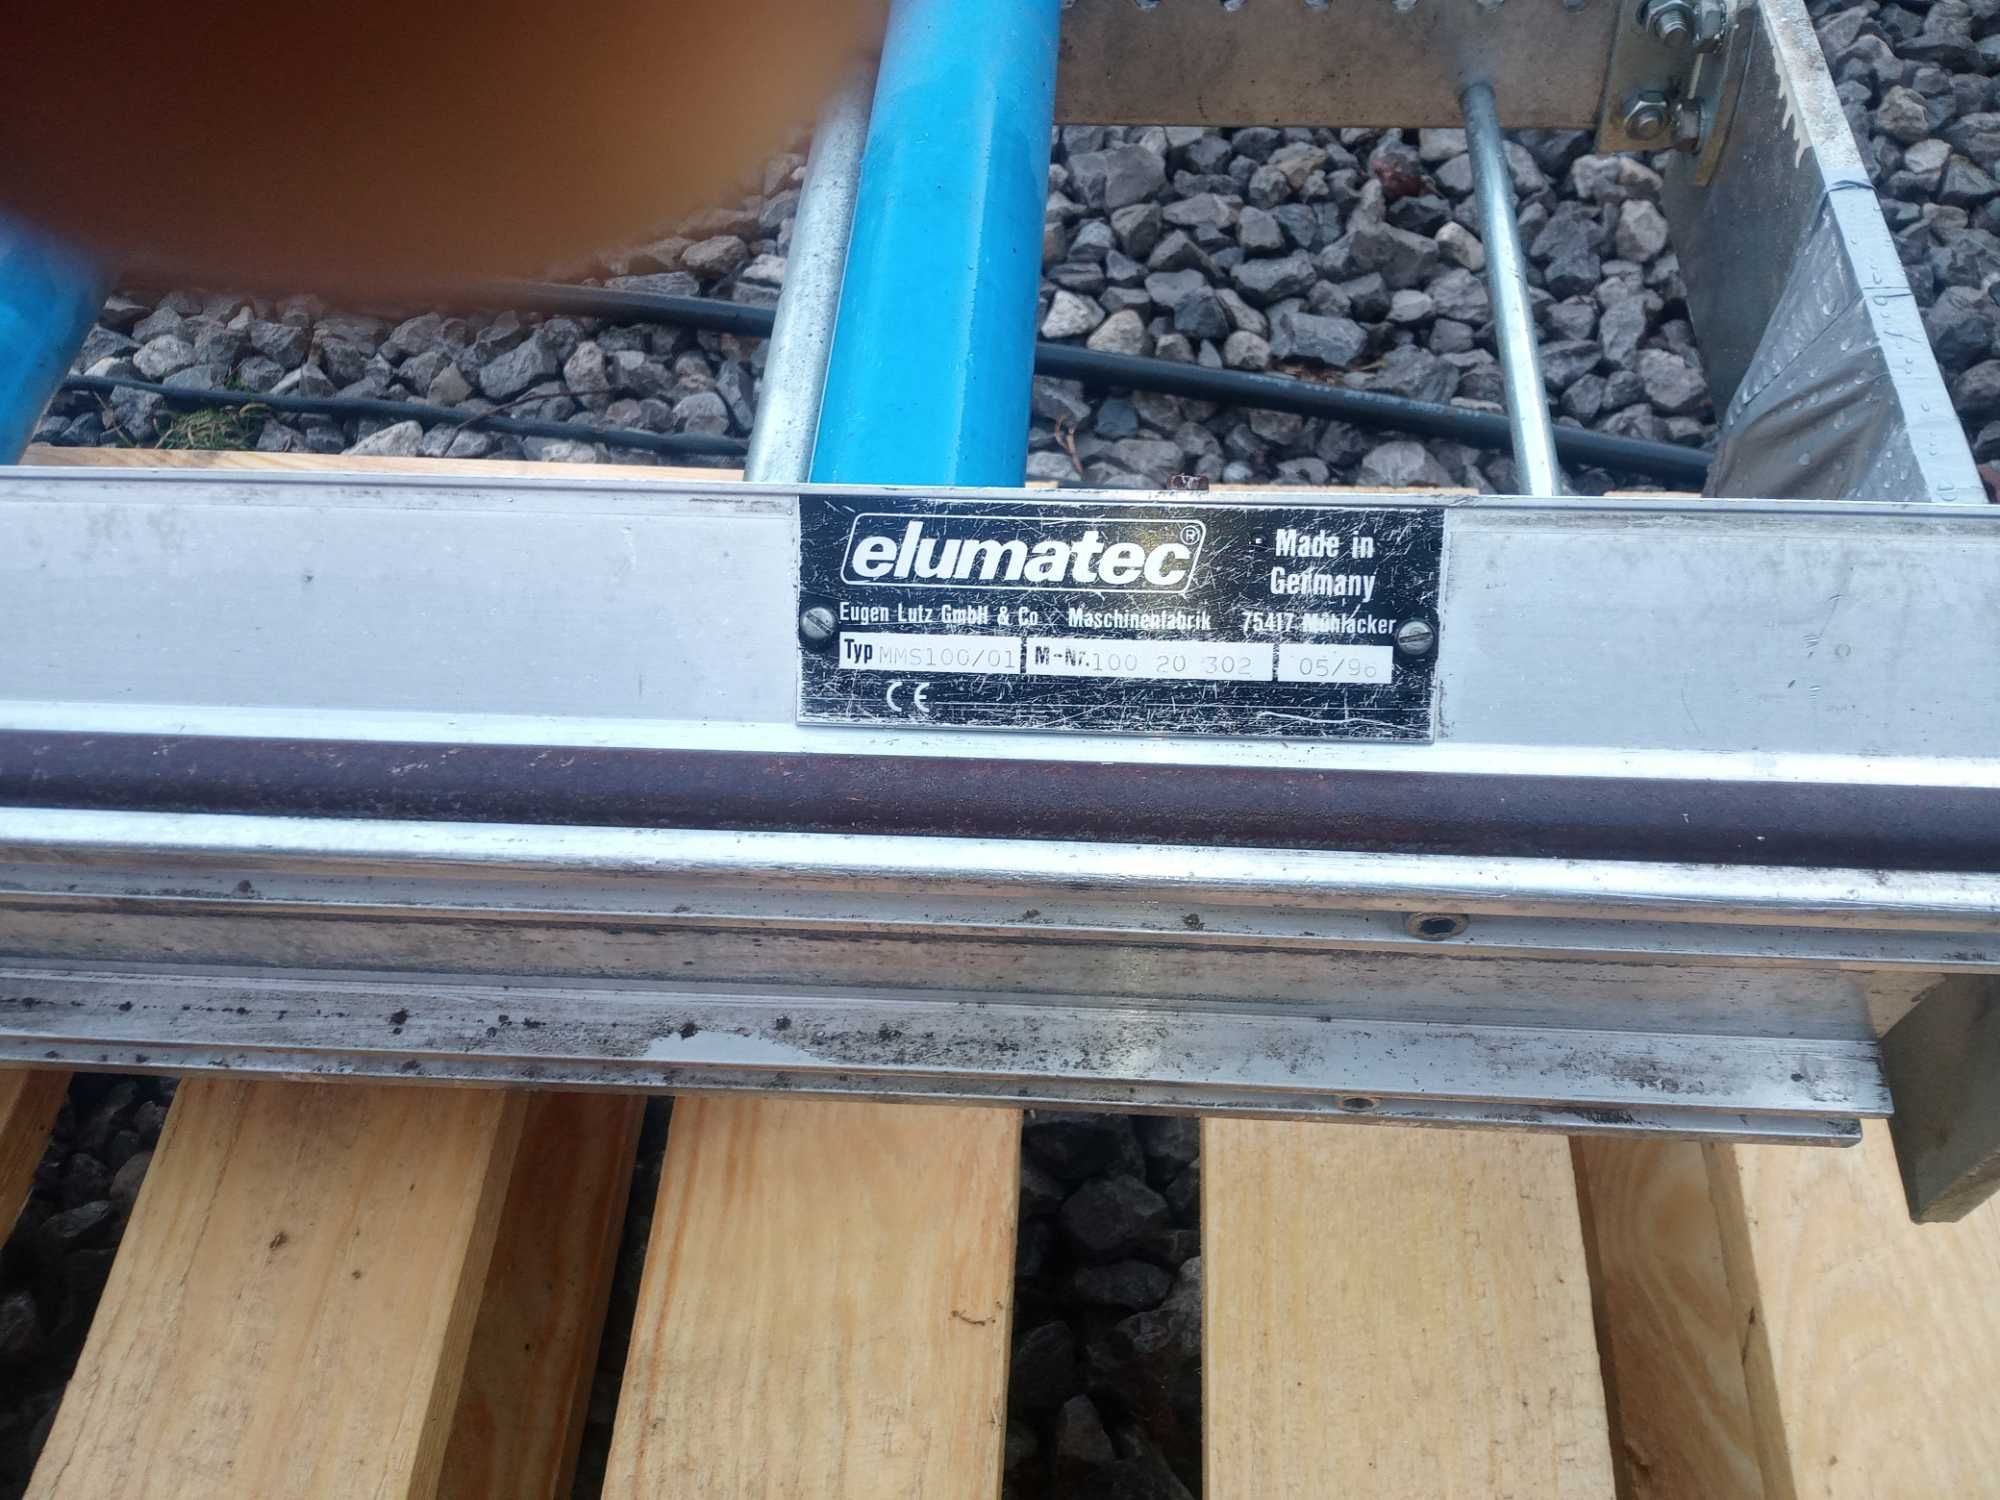 elumatec®
Made in
Germany
Eugen Lutz GmbH & Co Maschinenfabrik 75417 Mühlacker
Typ MMS100/01 M-Nr. 100 20 302 05/96
CE